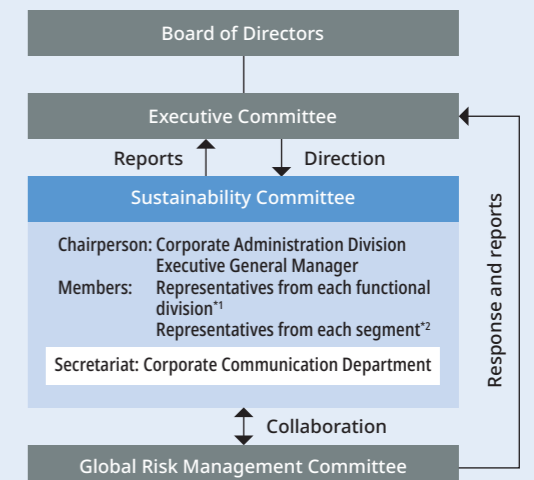 Board of Directors
Executive Committee
Reports
Direction
Sustainability Committee
Chairperson: Corporate Administration Division
Executive General Manager
Members: Representatives from each functional
division*1
Representatives from each segment*2
Secretariat: Corporate Communication Department
Response and reports
Collaboration
Global Risk Management Committee